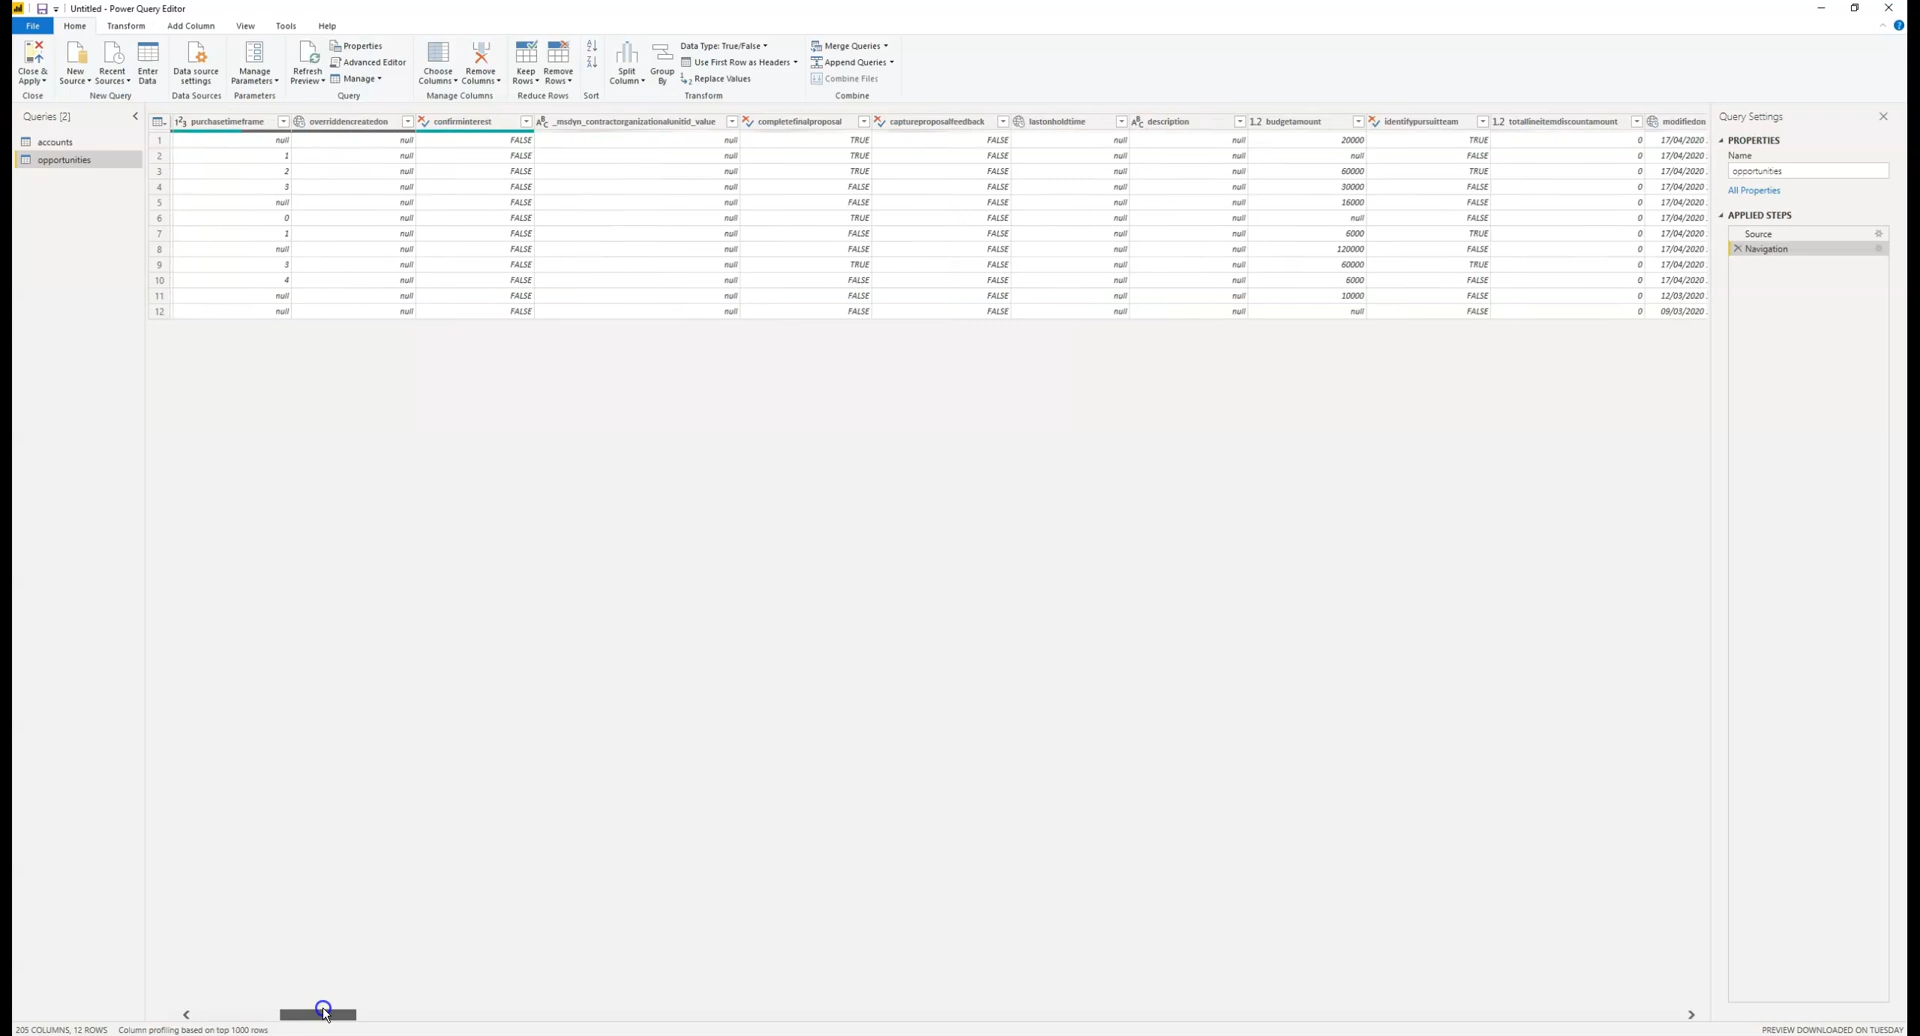 Untitled - Power Query Editor
File Home Transform Add Column View Tools Help
Close & Apply
New Source
Recent Sources
Enter Data
Data source settings
Manage Parameters
Refresh Preview
Properties
Advanced Editor
Manage
Choose Columns
Remove Columns
Keep Rows
Remove Rows
Split Column
Group By
Data Type: True/False
Use First Row as Headers
Replace Values
Merge Queries
Append Queries
Combine Files
Close New Query Data Sources Parameters Query Manage Columns Reduce Rows Sort Transform Combine
Queries [2]
accounts
opportunities
purchasetimeframe overriddencreatedon confirminterest _msdyn_contractorganizationalunitid_value completefinalproposal captureproposalfeedback lastonholdtime description 1.2 budgetamount identifypursuitteam 1.2 totallineitemdiscountamount modifiedon
1 null null FALSE null TRUE FALSE null null 20000 TRUE 0 17/04/2020
2 1 null FALSE null TRUE FALSE null null null FALSE 0 17/04/2020
3 2 null FALSE null TRUE FALSE null null 60000 TRUE 0 17/04/2020
4 3 null FALSE null FALSE FALSE null null 30000 FALSE 0 17/04/2020
5 null null FALSE null FALSE FALSE null null 16000 FALSE 0 17/04/2020
6 0 null FALSE null TRUE FALSE null null null FALSE 0 17/04/2020
7 1 null FALSE null FALSE FALSE null null 6000 TRUE 0 17/04/2020
8 null null FALSE null FALSE FALSE null null 120000 FALSE 0 17/04/2020
9 3 null FALSE null TRUE FALSE null null 60000 TRUE 0 17/04/2020
10 4 null FALSE null FALSE FALSE null null 6000 FALSE 0 17/04/2020
11 null null FALSE null FALSE FALSE null null 10000 FALSE 0 12/03/2020
12 null null FALSE null FALSE FALSE null null null FALSE 0 09/03/2020
Query Settings
PROPERTIES
Name
opportunities
All Properties
APPLIED STEPS
Source
Navigation
205 COLUMNS, 12 ROWS Column profiling based on top 1000 rows
PREVIEW DOWNLOADED ON TUESDAY